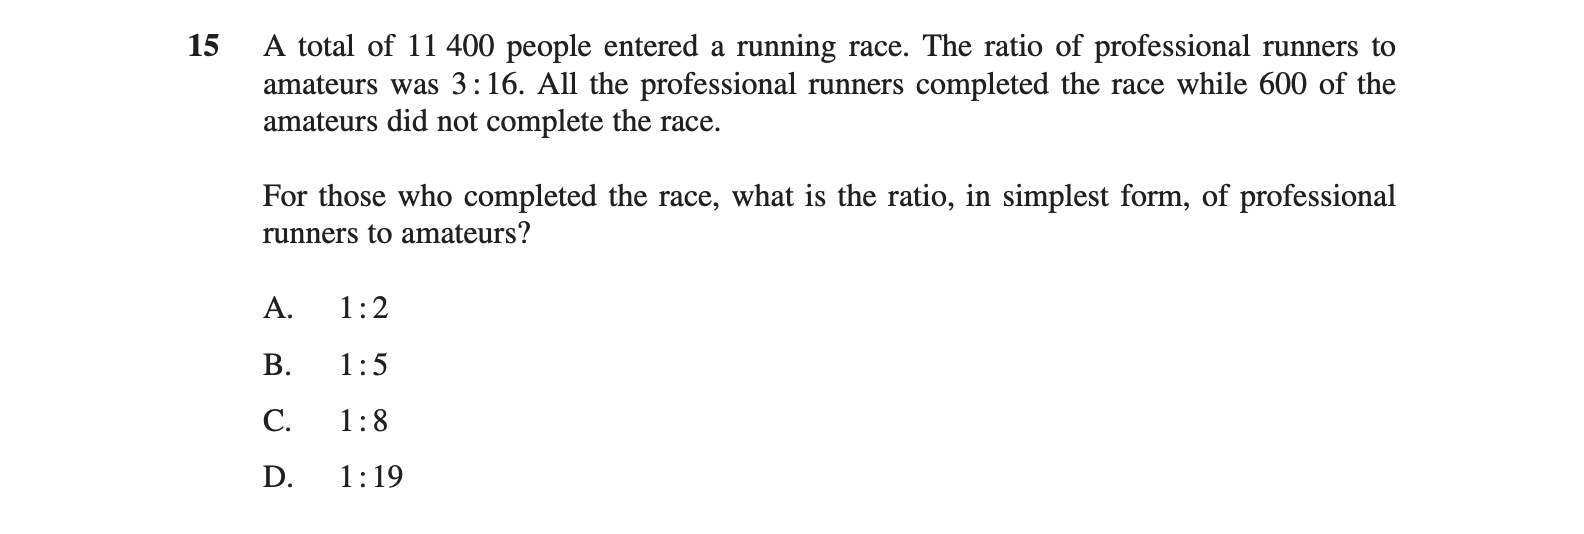 15 A total of 11 400 people entered a running race. The ratio of professional runners to
amateurs was 3 : 16. All the professional runners completed the race while 600 of the
amateurs did not complete the race.
For those who completed the race, what is the ratio, in simplest form, of professional
runners to amateurs?
A. 1 : 2
B. 1 : 5
C. 1 : 8
D. 1 : 19